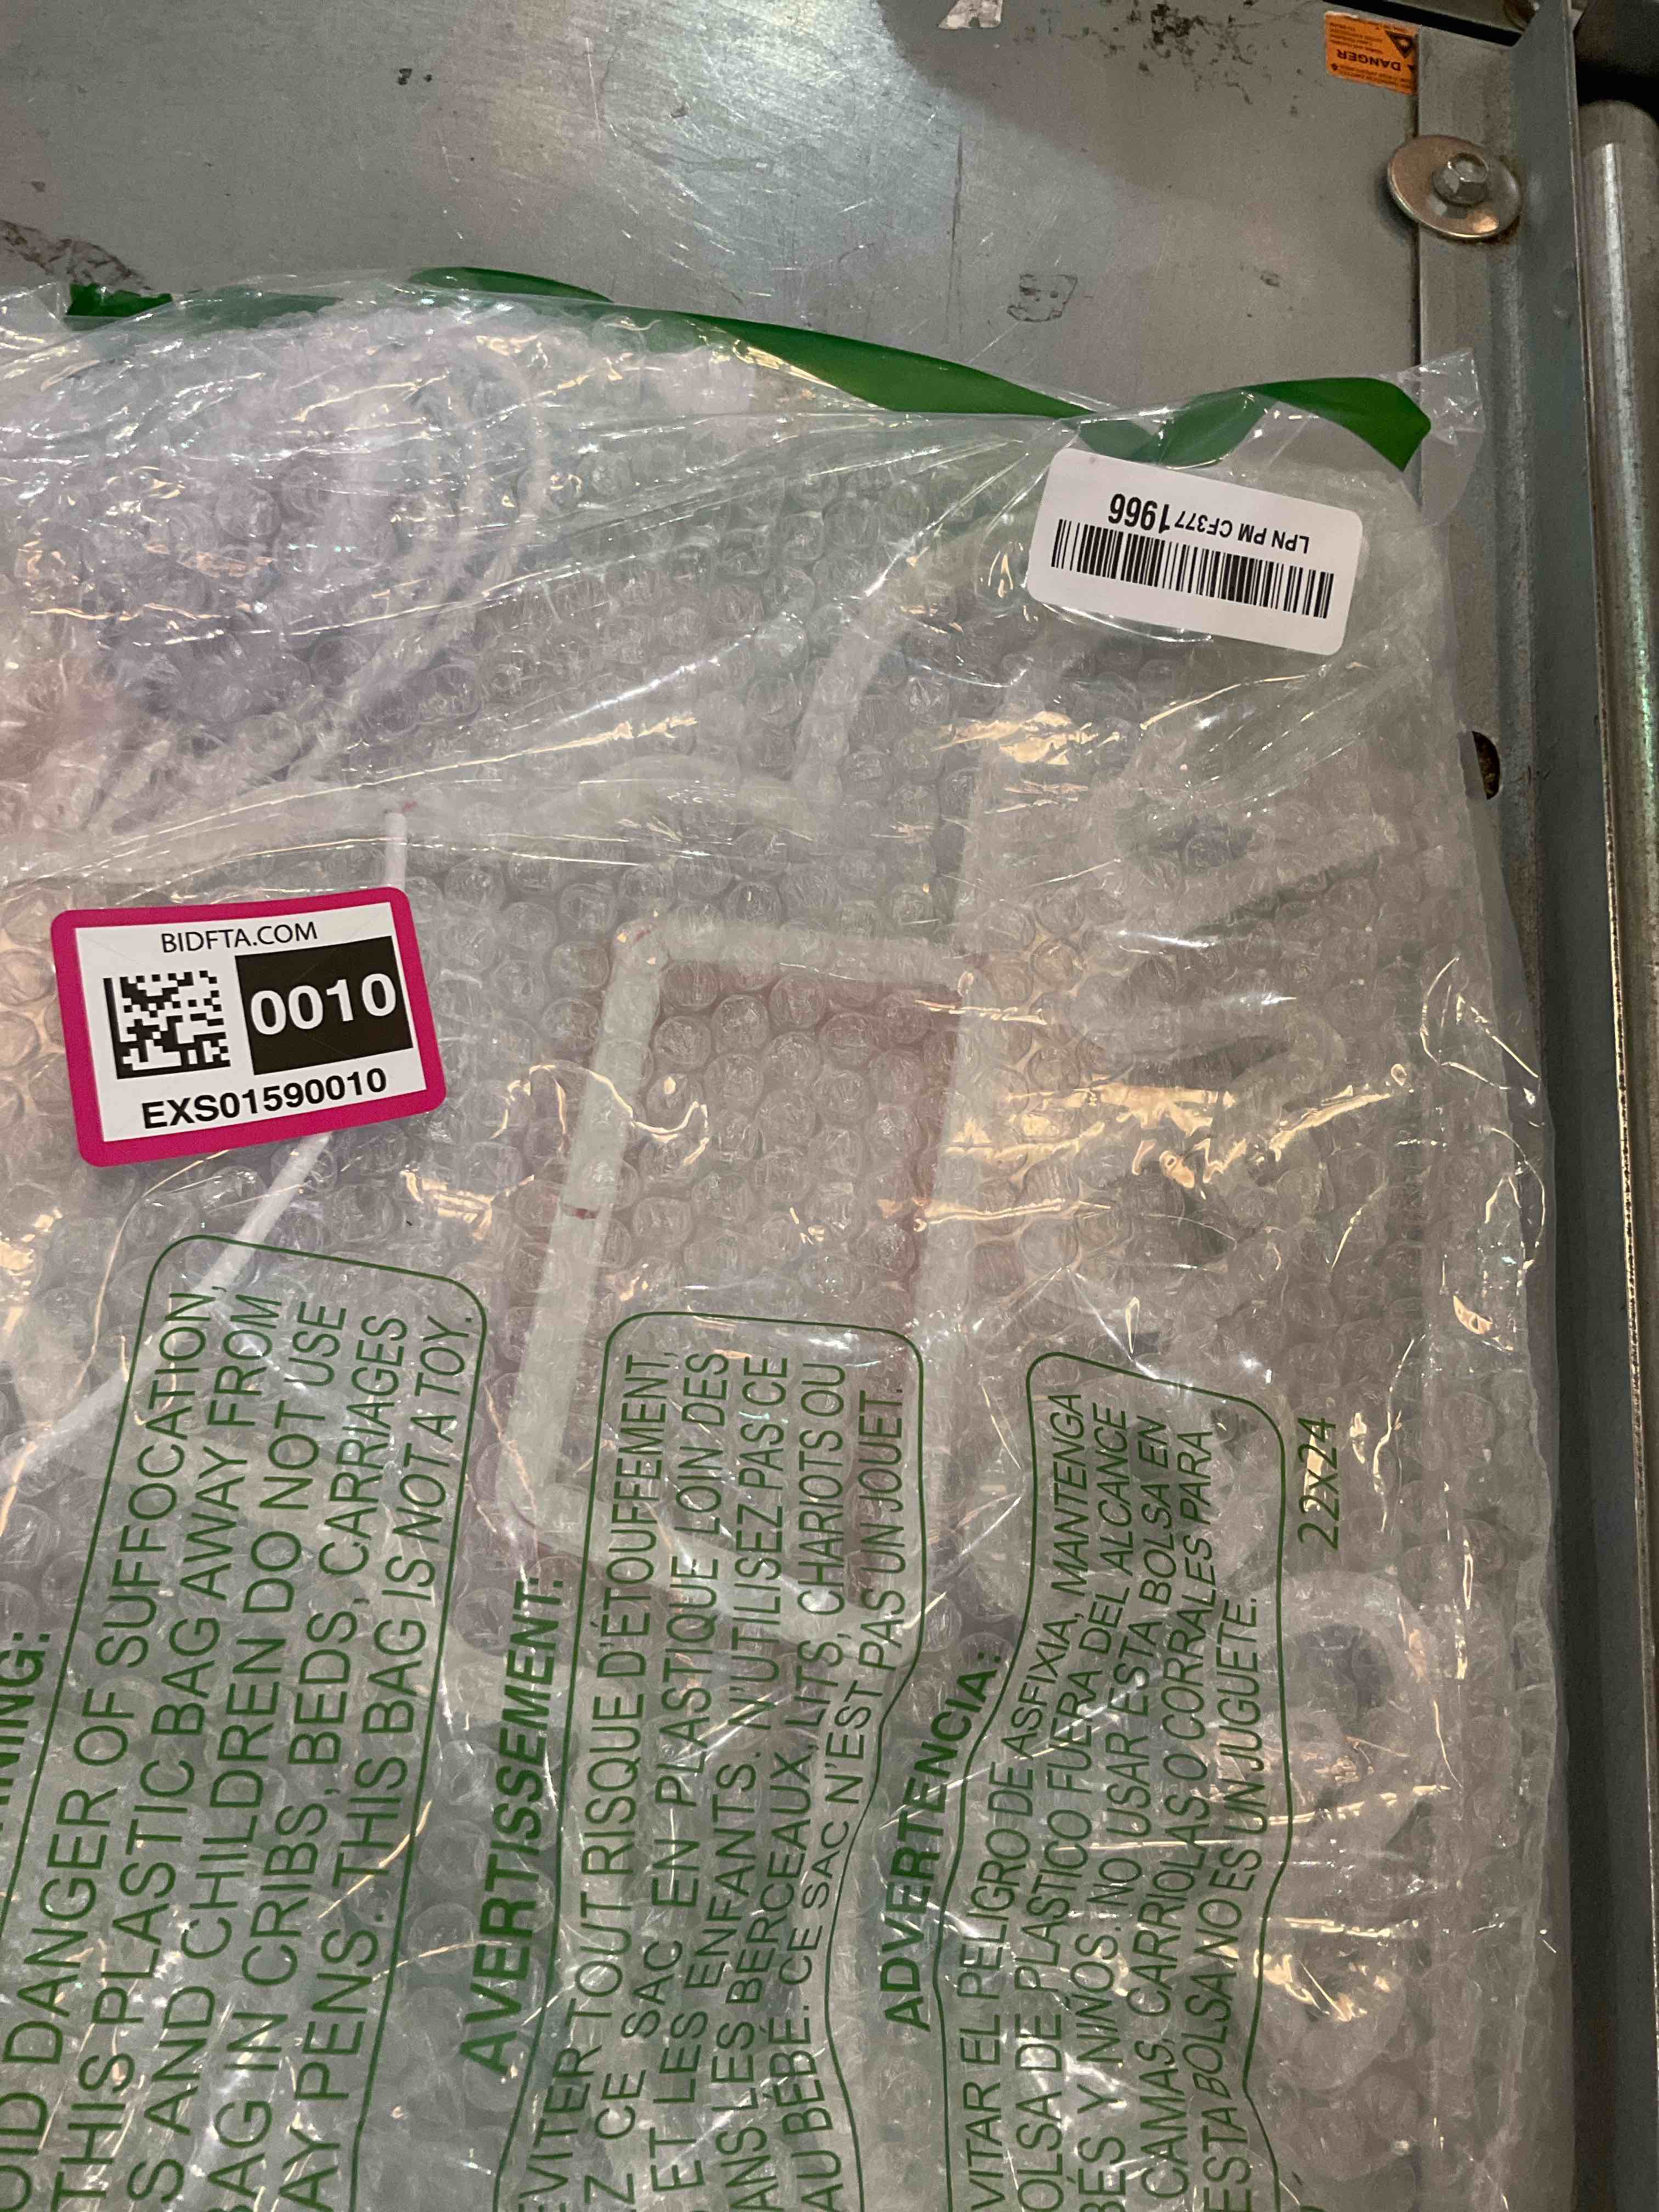 DANGER
LPN PM CF3771966
BIDFTA.COM
0010
EXS01590010
DANGER OF SUFFOCATION,
THIS PLASTIC BAG AWAY FROM
AND CHILDREN DO NOT USE
BAG IN CRIBS, BEDS, CARRIAGES
PENS. THIS BAG IS NOT A TOY.
AVERTISSEMENT:
ÉVITER TOUT RISQUE D'ÉTOUFFEMENT,
CE SAC EN PLASTIQUE LOIN DES
ET LES ENFANTS. N'UTILISEZ PAS CE
LES BERCEAUX, LITS, CHARIOTS OU
AU BÉBÉ. CE SAC N'EST PAS UN JOUET.
ADVERTENCIA:
EL PELIGRO DE ASFIXIA, MANTENGA
DE PLASTICO FUERA DEL ALCANCE
Y NIÑOS. NO USAR ESTA BOLSA EN
CAMAS, CARRIOLAS O CORRALES PARA
ESTA BOLSA NO ES UN JUGUETE.
22x24